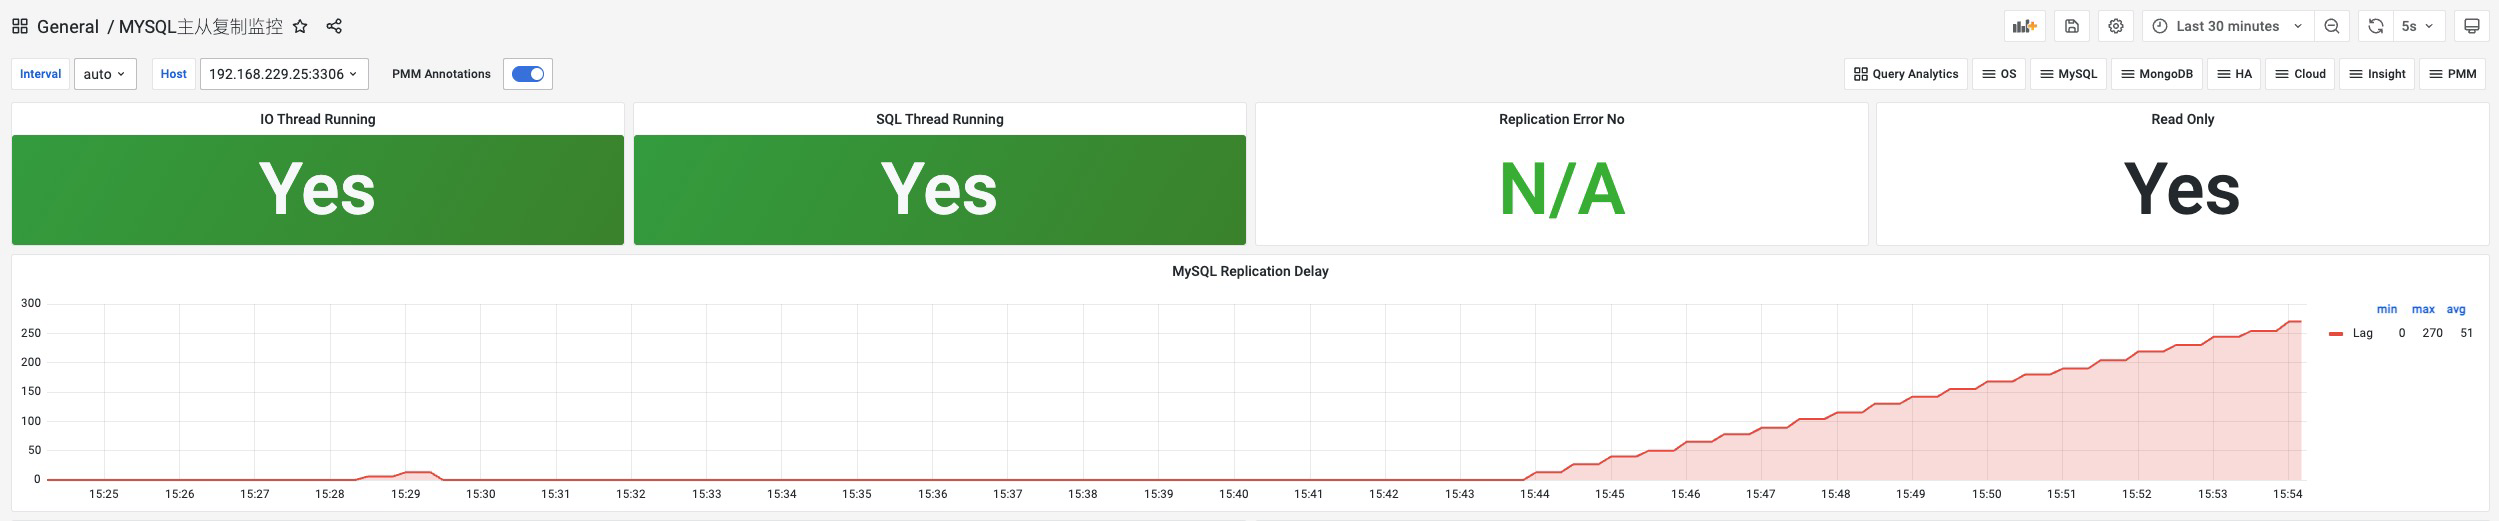 General / MYSQL主从复制监控
Last 30 minutes 5s
Interval auto Host 192.168.229.25:3306 PMM Annotations Query Analytics OS MySQL MongoDB HA Cloud Insight PMM
IO Thread Running
Yes
SQL Thread Running
Yes
Replication Error No
N/A
Read Only
Yes
MySQL Replication Delay
300
250
200
150
100
50
0
15:25 15:26 15:27 15:28 15:29 15:30 15:31 15:32 15:33 15:34 15:35 15:36 15:37 15:38 15:39 15:40 15:41 15:42 15:43 15:44 15:45 15:46 15:47 15:48 15:49 15:50 15:51 15:52 15:53 15:54
min max avg
Lag 0 270 51